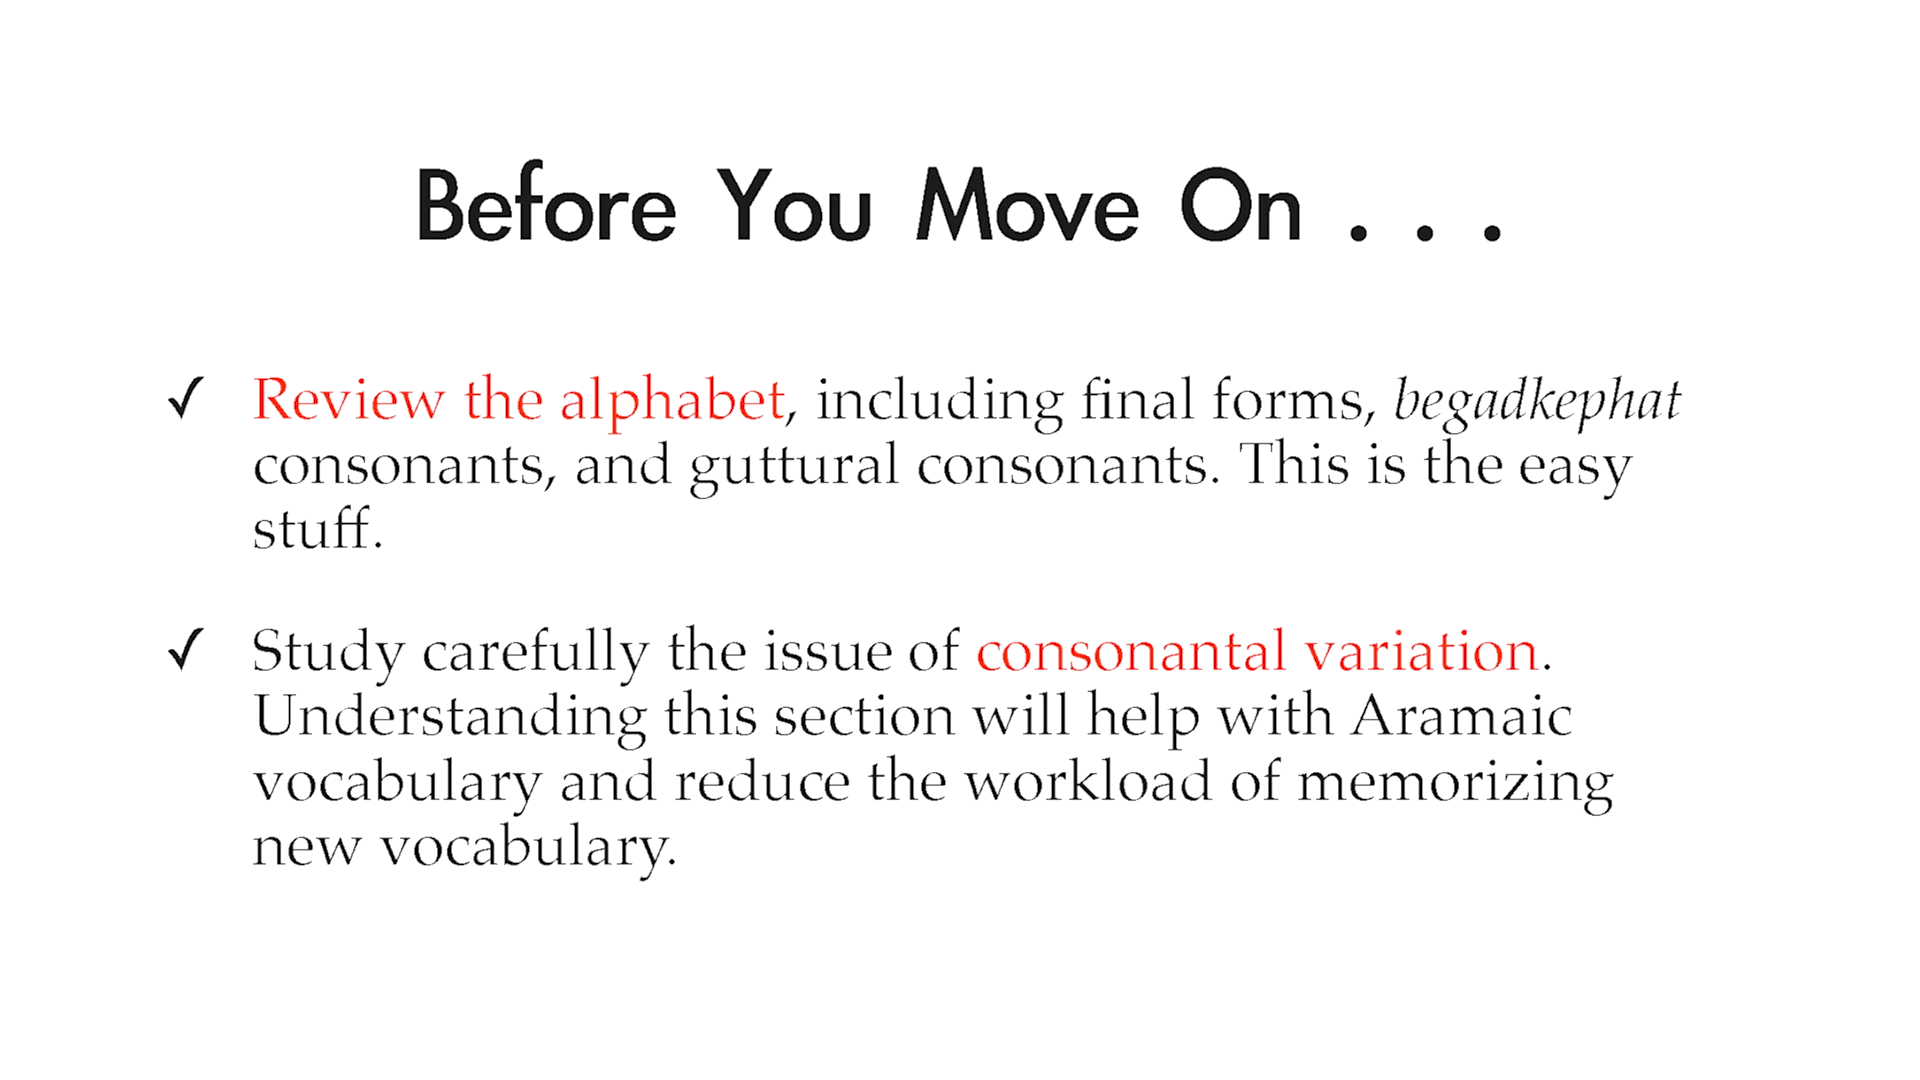 Before You Move On . . .
✓ Review the alphabet, including final forms, begadkephat
consonants, and guttural consonants. This is the easy
stuff.
✓ Study carefully the issue of consonantal variation.
Understanding this section will help with Aramaic
vocabulary and reduce the workload of memorizing
new vocabulary.